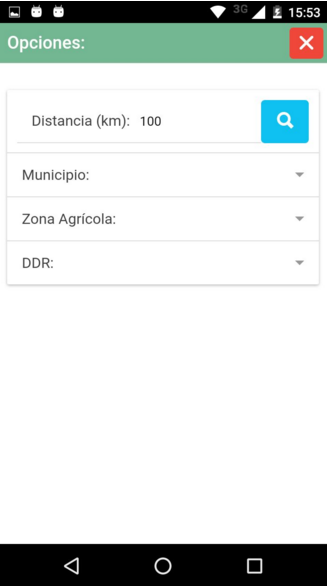 3G 15:53
Opciones:
Distancia (km): 100
Municipio:
Zona Agrícola:
DDR: